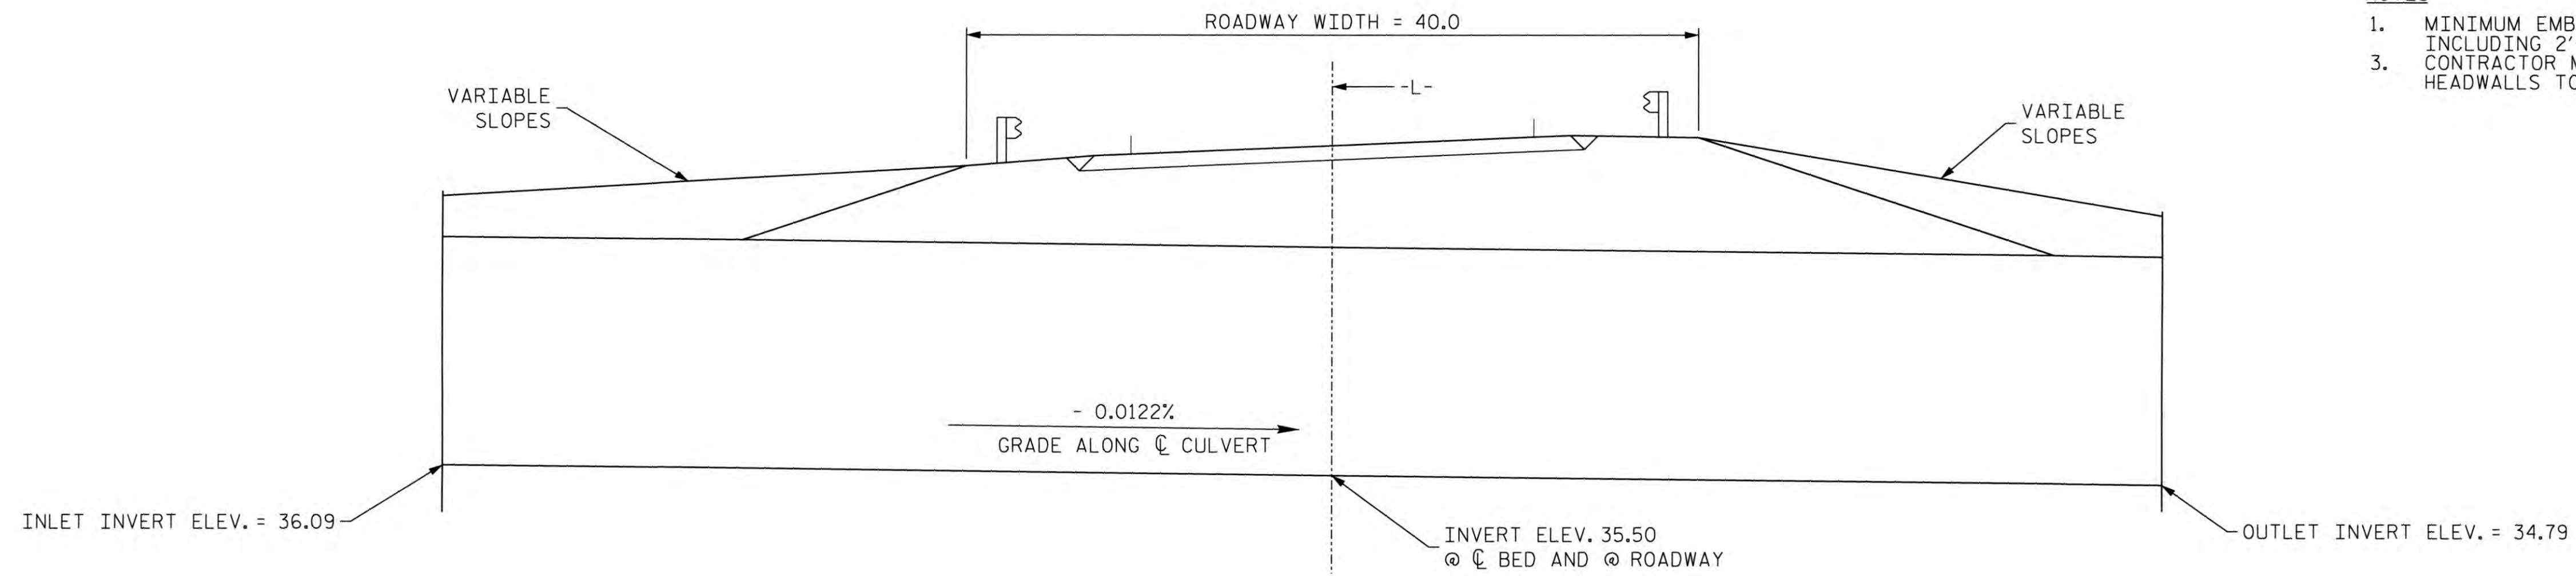 ROADWAY WIDTH = 40.0
1. MINIMUM EMB
INCLUDING 2'
3. CONTRACTOR M
HEADWALLS TO
-L-
VARIABLE
SLOPES
VARIABLE
SLOPES
- 0.0122%
GRADE ALONG ℄ CULVERT
INLET INVERT ELEV. = 36.09
INVERT ELEV. 35.50
@ ℄ BED AND @ ROADWAY
OUTLET INVERT ELEV. = 34.79